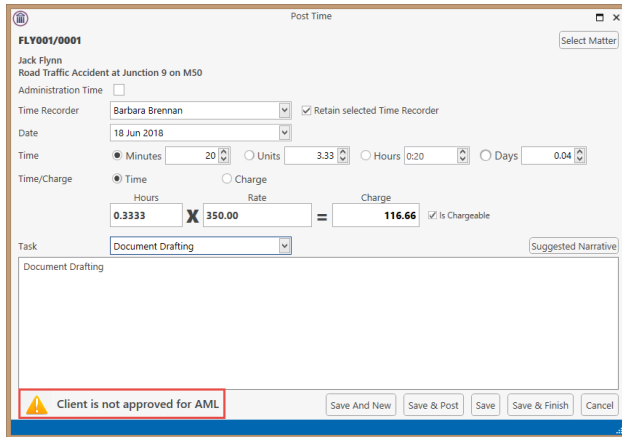 Post Time
FLY001/0001 Select Matter
Jack Flynn
Road Traffic Accident at Junction 9 on M50
Administration Time
Time Recorder Barbara Brennan Retain selected Time Recorder
Date 18 Jun 2018
Time Minutes 20 Units 3.33 Hours 0:20 Days 0.04
Time/Charge Time Charge
Hours Rate Charge
0.3333 X 350.00 = 116.66 Is Chargeable
Task Document Drafting Suggested Narrative
Document Drafting
Client is not approved for AML Save And New Save & Post Save Save & Finish Cancel